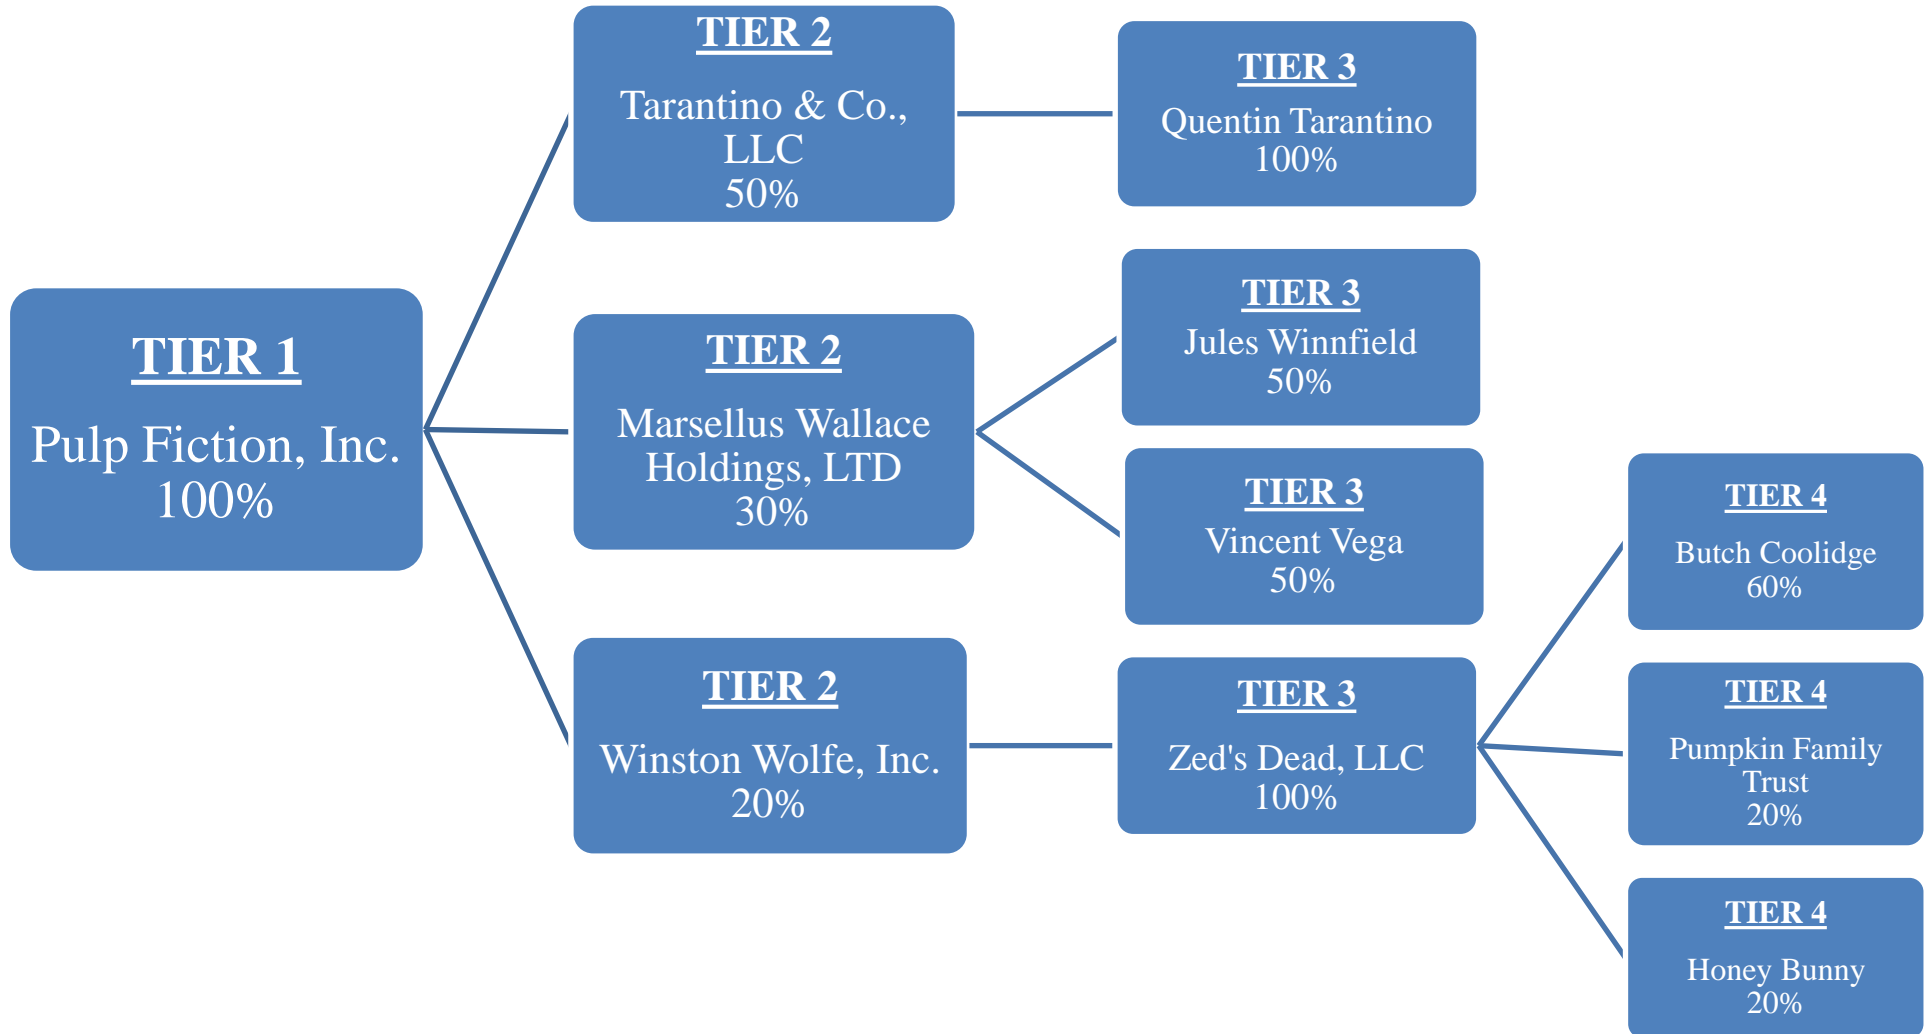 TIER 1
Pulp Fiction, Inc.
100%
TIER 2
Tarantino & Co.,
LLC
50%
TIER 3
Quentin Tarantino
100%
TIER 2
Marsellus Wallace
Holdings, LTD
30%
TIER 3
Jules Winnfield
50%
TIER 3
Vincent Vega
50%
TIER 2
Winston Wolfe, Inc.
20%
TIER 3
Zed's Dead, LLC
100%
TIER 4
Butch Coolidge
60%
TIER 4
Pumpkin Family
Trust
20%
TIER 4
Honey Bunny
20%